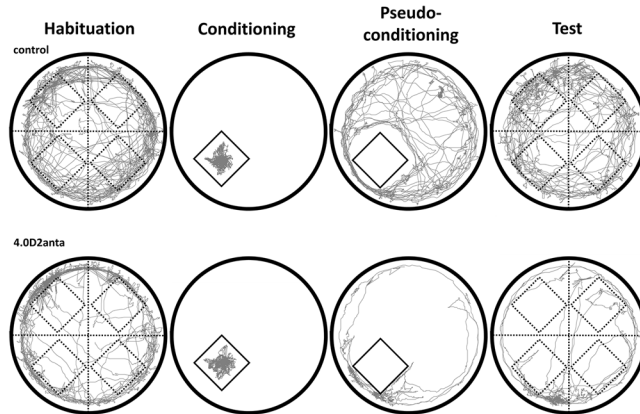 Habituation
Conditioning
Pseudo-
conditioning
Test
control
4.0D2anta